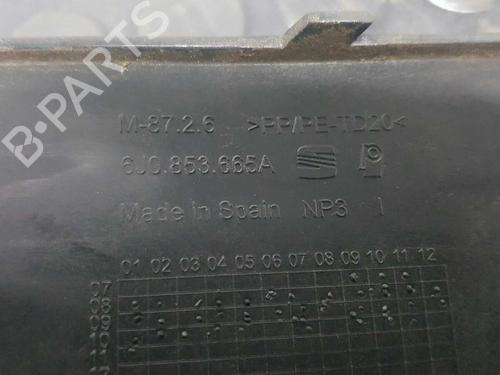 B-PARTS
M-87.2.6 >PP/PE-TD20<
6J0.853.665A
Made in Spain NP3 1
01 02 03 04 05 06 07 08 09 10 11 12
07
08
09